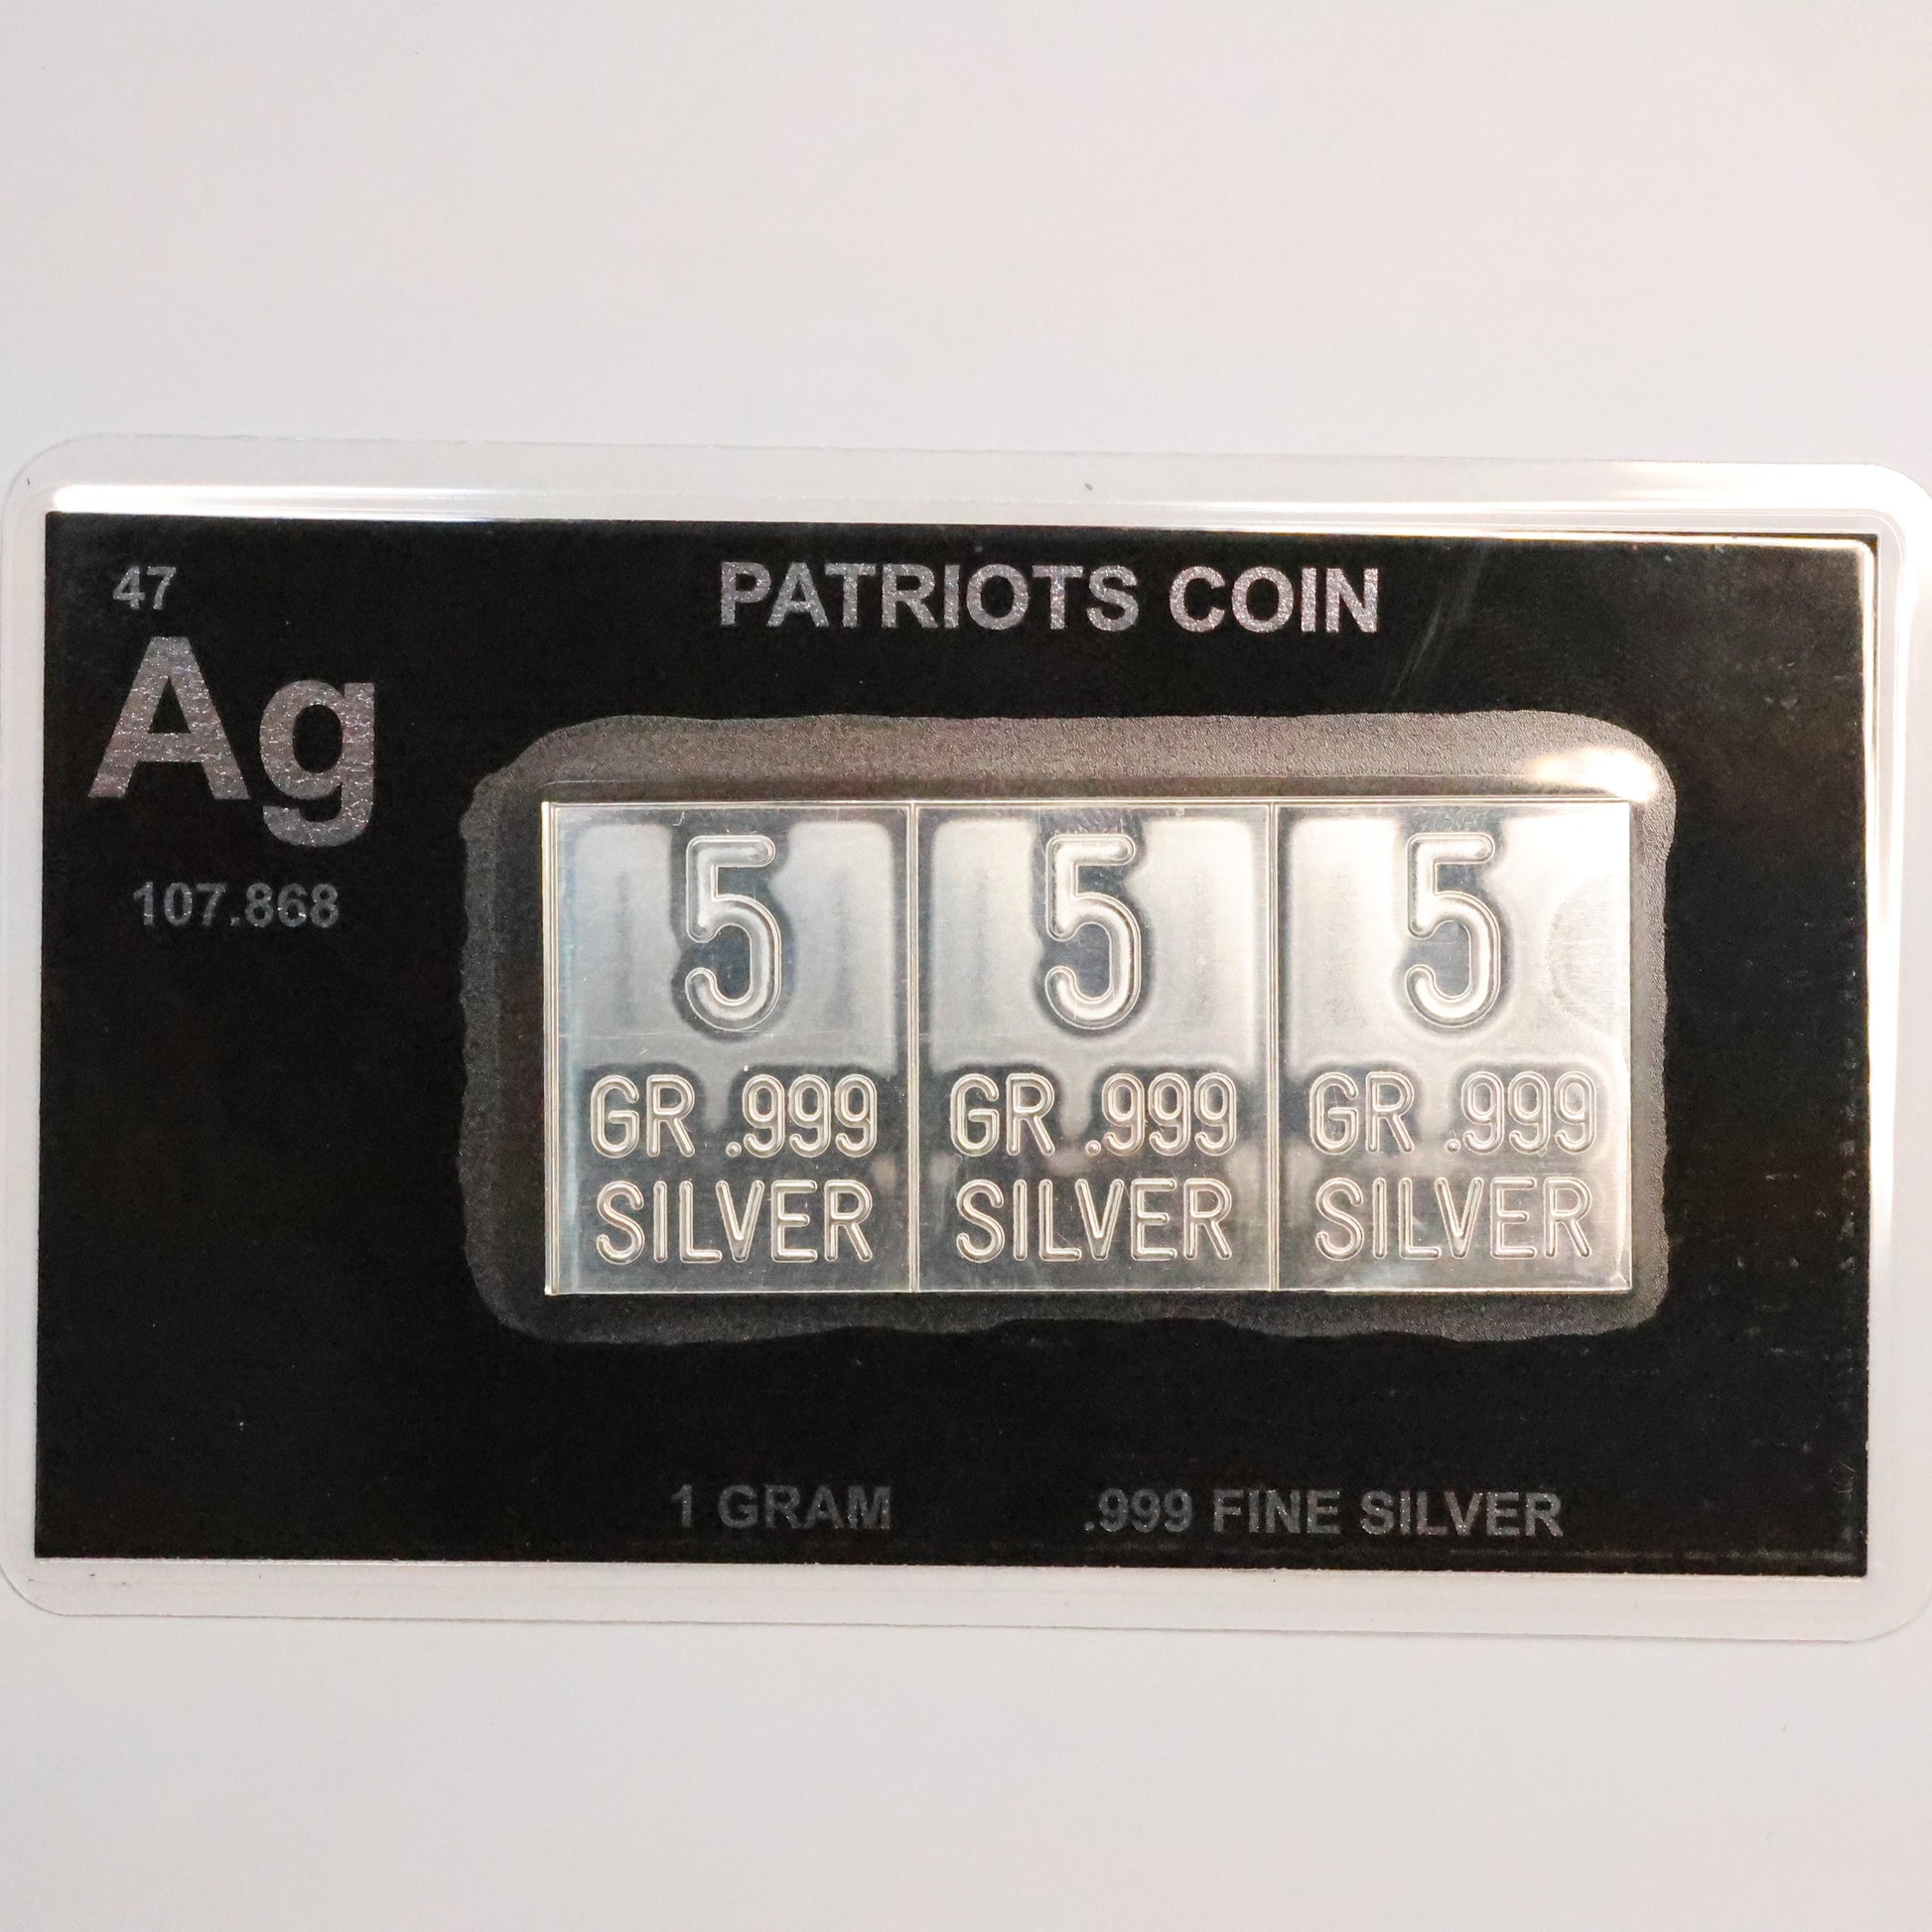 PATRIOTS COIN
47
Ag
107.868
5
GR .999
SILVER
5
GR .999
SILVER
5
GR .999
SILVER
1 GRAM
.999 FINE SILVER